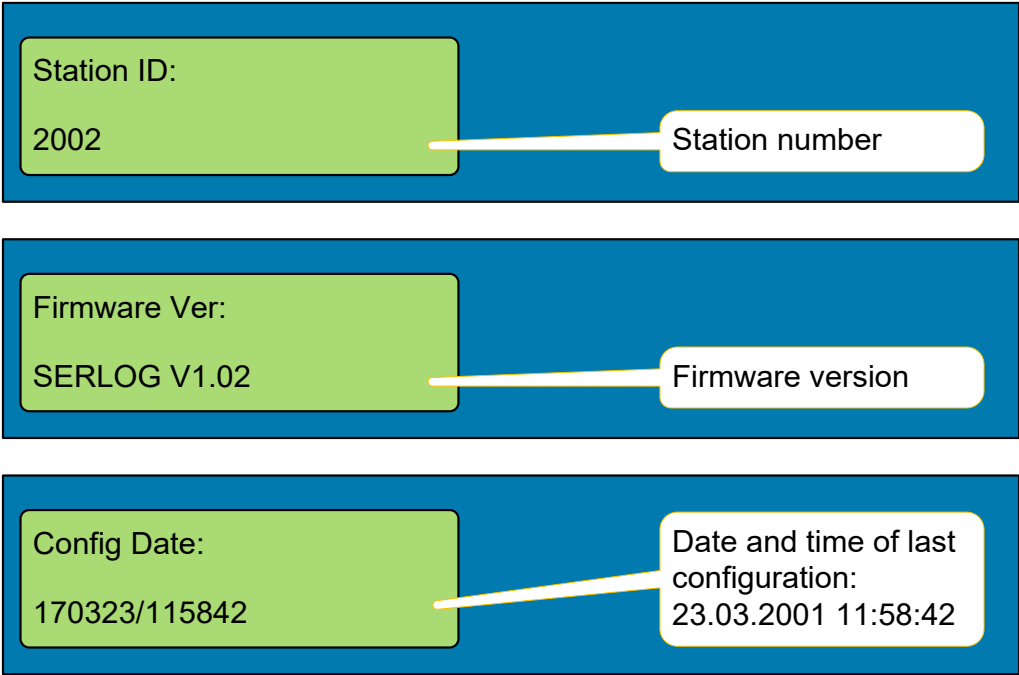 Station ID:
2002
Station number
Firmware Ver:
SERLOG V1.02
Firmware version
Config Date:
170323/115842
Date and time of last
configuration:
23.03.2001 11:58:42